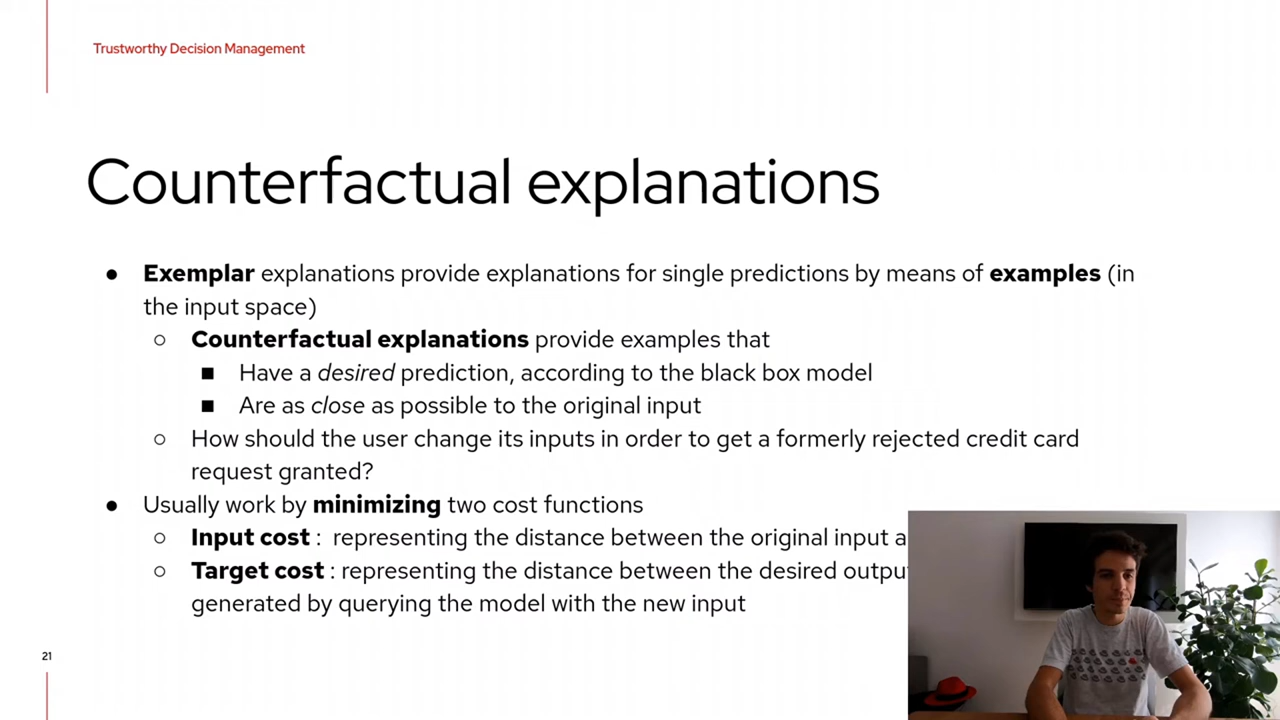 Trustworthy Decision Management
Counterfactual explanations
● Exemplar explanations provide explanations for single predictions by means of examples (in
the input space)
○ Counterfactual explanations provide examples that
■ Have a desired prediction, according to the black box model
■ Are as close as possible to the original input
○ How should the user change its inputs in order to get a formerly rejected credit card
request granted?
● Usually work by minimizing two cost functions
○ Input cost : representing the distance between the original input
○ Target cost : representing the distance between the desired
generated by querying the model with the new input
21